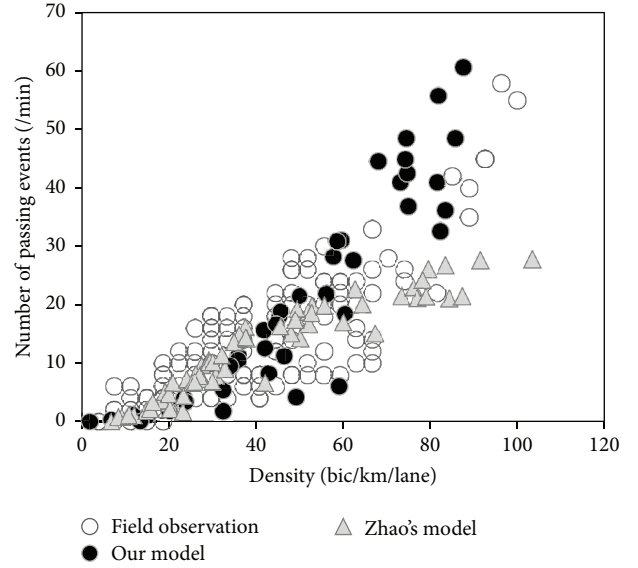 70
60
50
40
30
20
10
0
Number of passing events (/min)
0 20 40 60 80 100 120
Density (bic/km/lane)
Field observation
Our model
Zhao's model